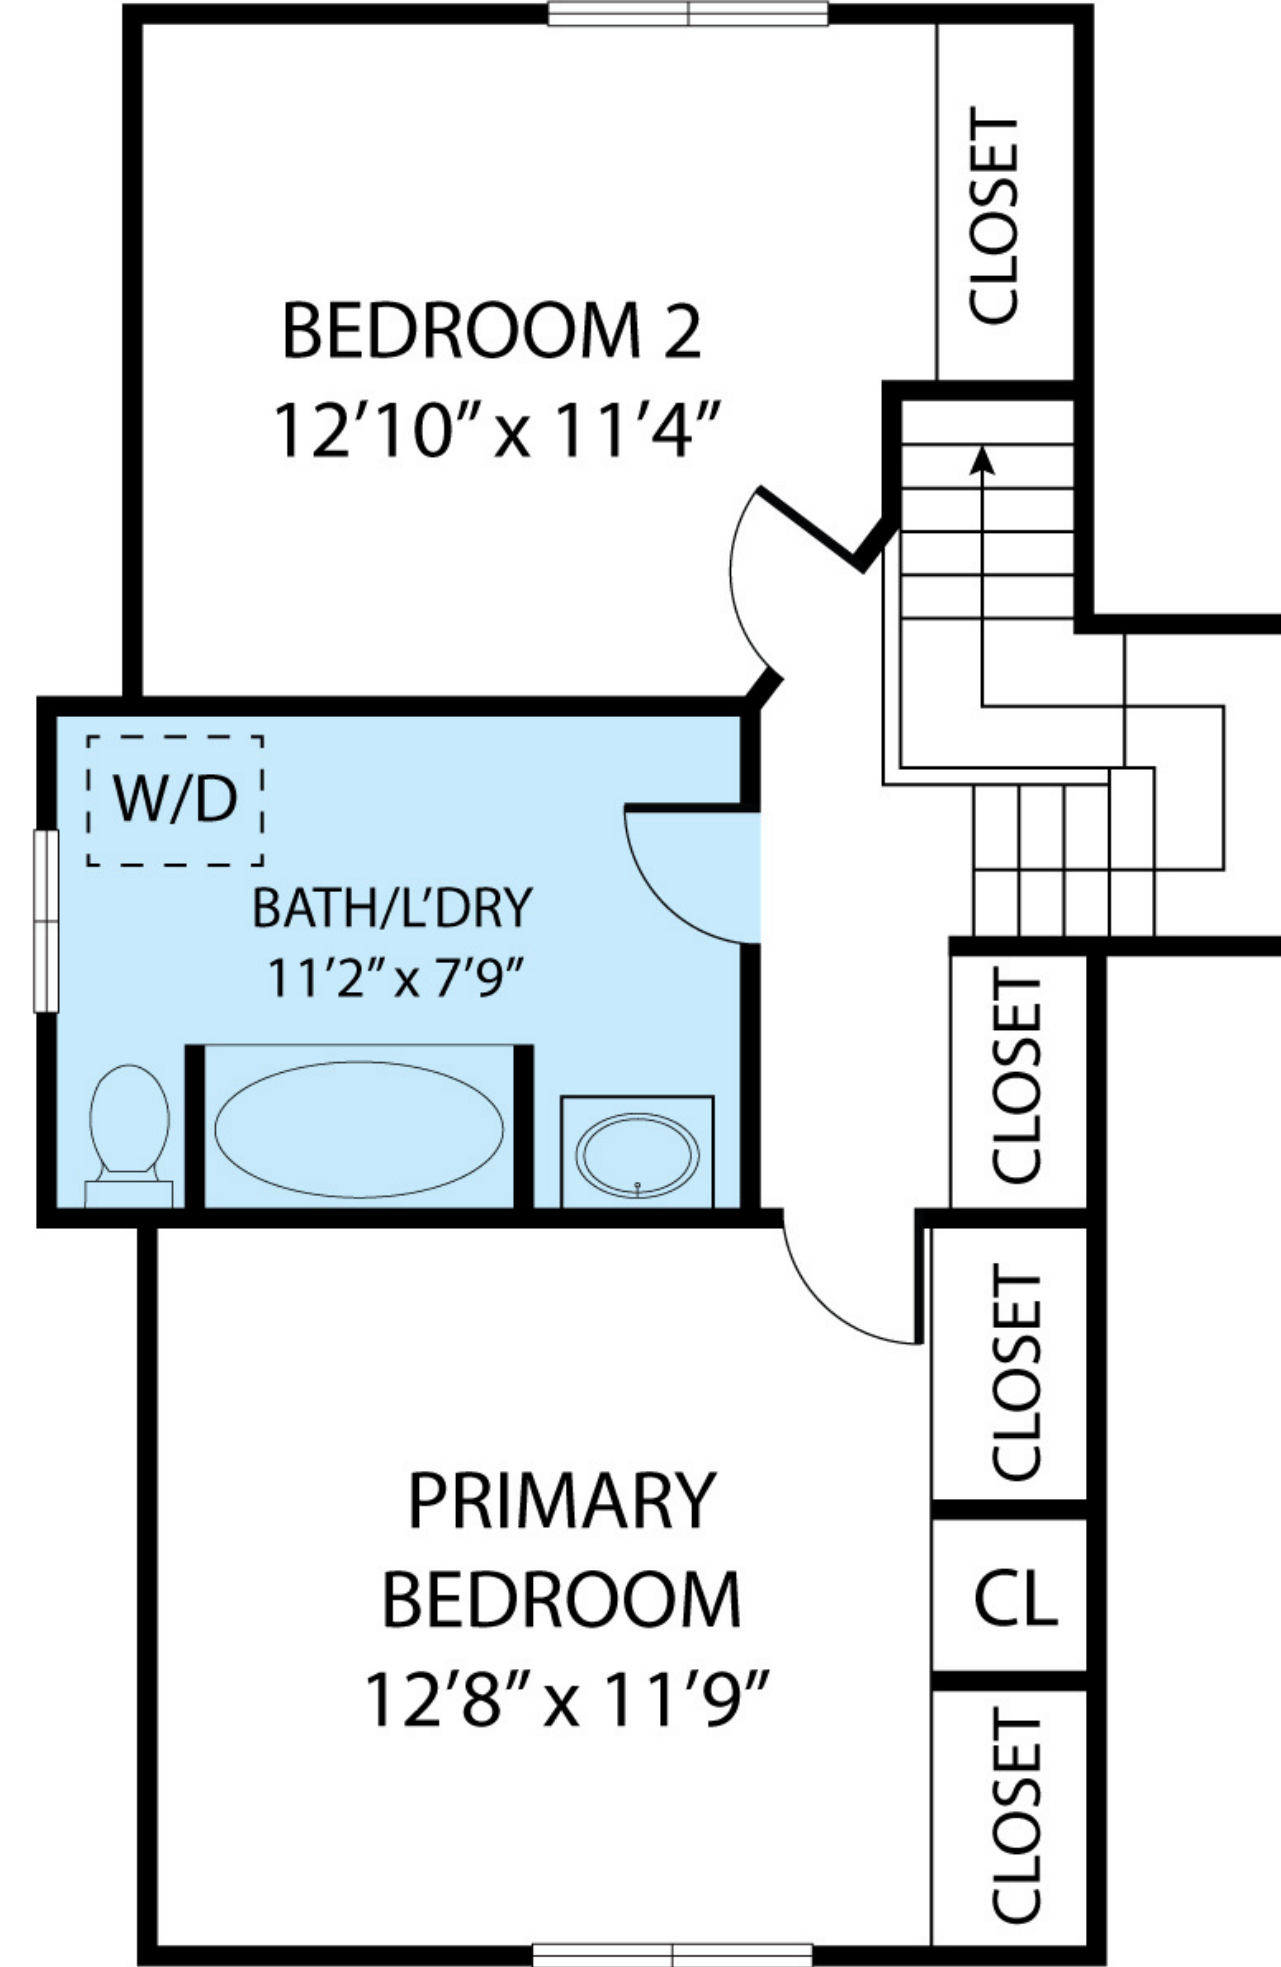 CLOSET
BEDROOM 2
12’10” x 11’4”
W/D
BATH/L’DRY
11’2” x 7’9”
CLOSET
CLOSET
PRIMARY
BEDROOM
12’8” x 11’9”
CL
CLOSET